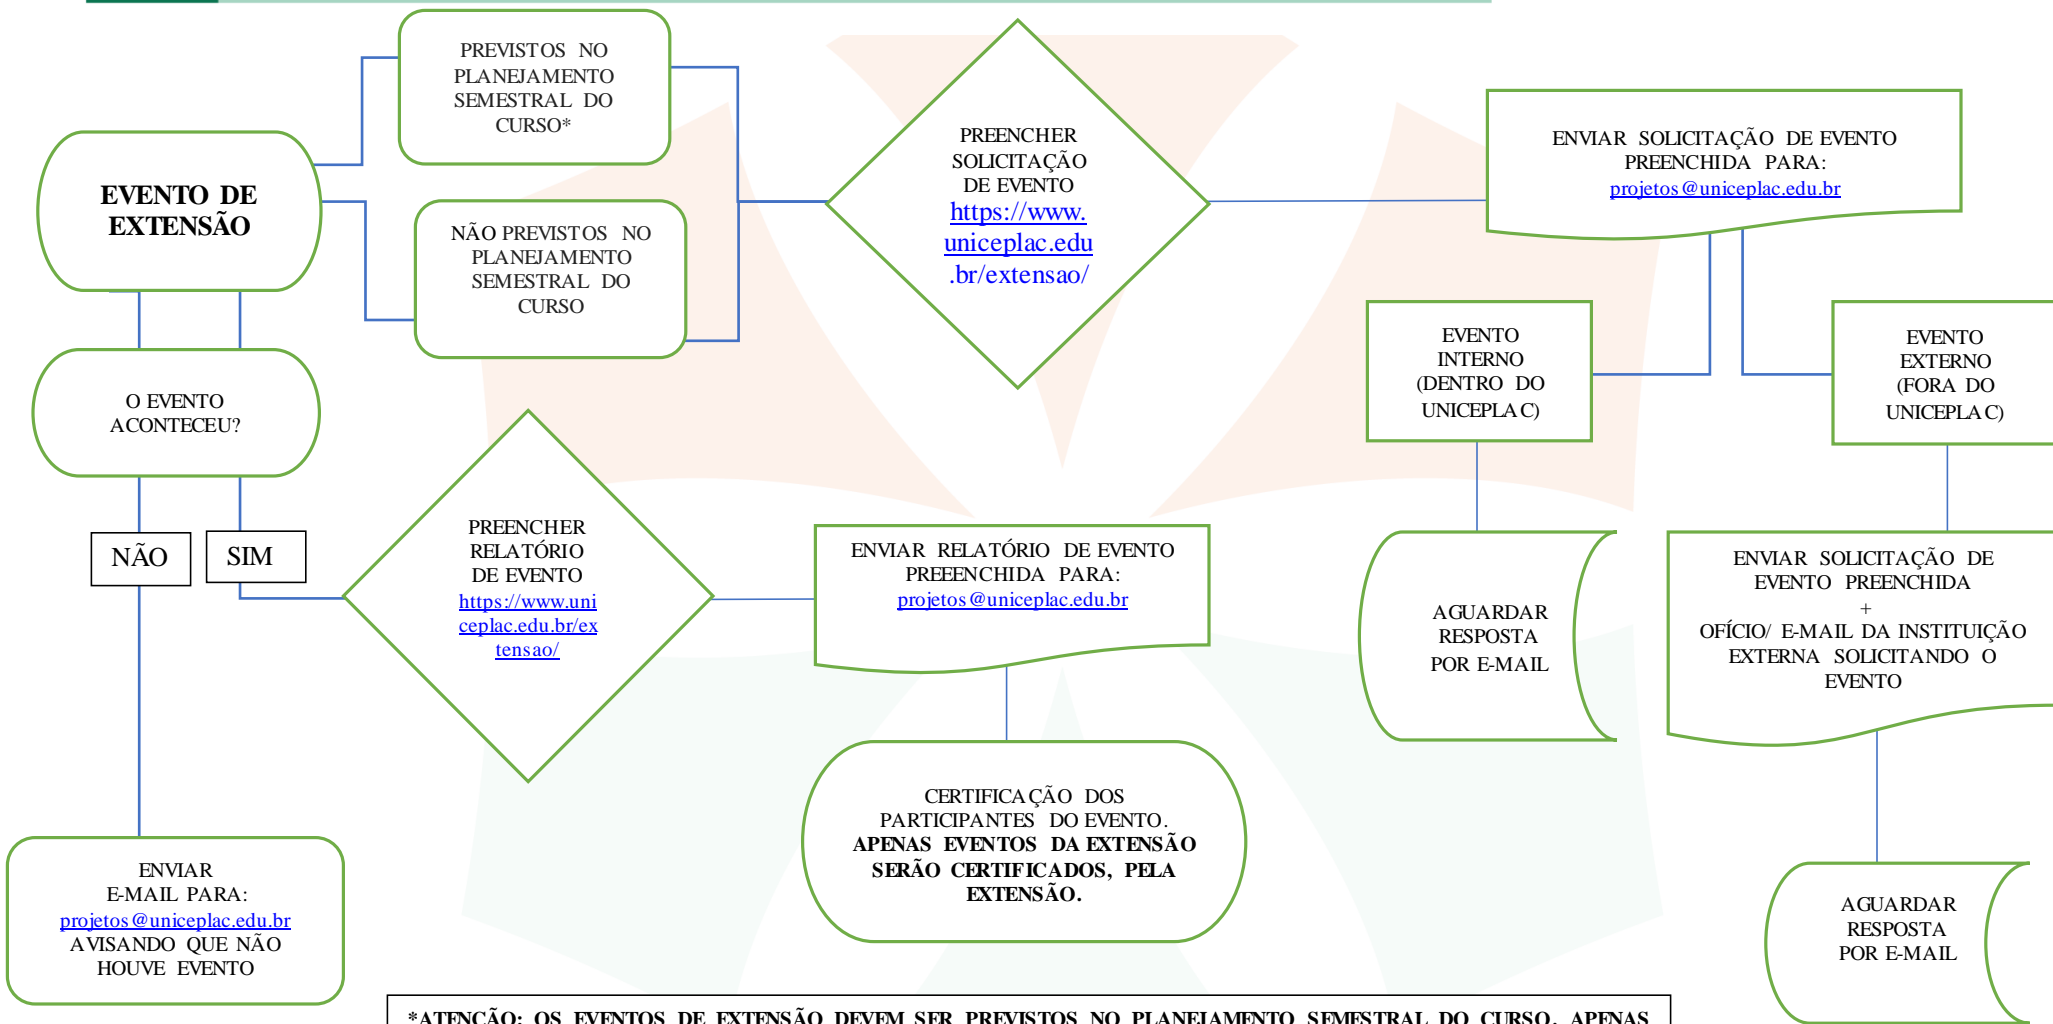 PREVISTOS NO
PLANEJAMENTO
SEMESTRAL DO
CURSO*
EVENTO DE
EXTENSÃO
NÃO PREVISTOS NO
PLANEJAMENTO
SEMESTRAL DO
CURSO
PREENCHER
SOLICITAÇÃO
DE EVENTO
https://www.
uniceplac.edu
.br/extensao/
ENVIAR SOLICITAÇÃO DE EVENTO
PREENCHIDA PARA:
projetos@uniceplac.edu.br
EVENTO
INTERNO
(DENTRO DO
UNICEPLAC)
EVENTO
EXTERNO
(FORA DO
UNICEPLAC)
O EVENTO
ACONTECEU?
NÃO
SIM
PREENCHER
RELATÓRIO
DE EVENTO
https://www.uni
ceplac.edu.br/ex
tensao/
ENVIAR RELATÓRIO DE EVENTO
PREEENCHIDA PARA:
projetos@uniceplac.edu.br
AGUARDAR
RESPOSTA
POR E-MAIL
ENVIAR SOLICITAÇÃO DE
EVENTO PREENCHIDA
+
OFÍCIO/ E-MAIL DA INSTITUIÇÃO
EXTERNA SOLICITANDO O
EVENTO
CERTIFICAÇÃO DOS
PARTICIPANTES DO EVENTO.
APENAS EVENTOS DA EXTENSÃO
SERÃO CERTIFICADOS, PELA
EXTENSÃO.
ENVIAR
E-MAIL PARA:
projetos@uniceplac.edu.br
AVISANDO QUE NÃO
HOUVE EVENTO
AGUARDAR
RESPOSTA
POR E-MAIL
*ATENÇÃO: OS EVENTOS DE EXTENSÃO DEVEM SER PREVISTOS NO PLANEJAMENTO SEMESTRAL DO CURSO. APENAS